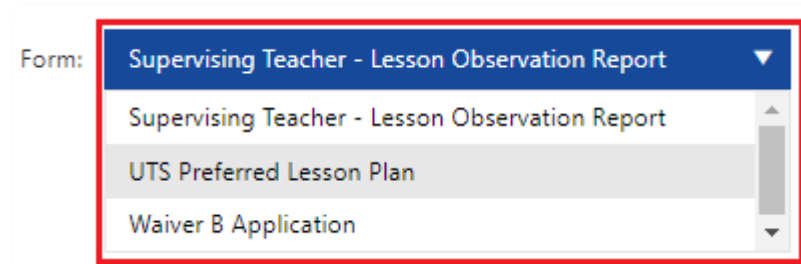 Form: Supervising Teacher - Lesson Observation Report
Supervising Teacher - Lesson Observation Report
UTS Preferred Lesson Plan
Waiver B Application